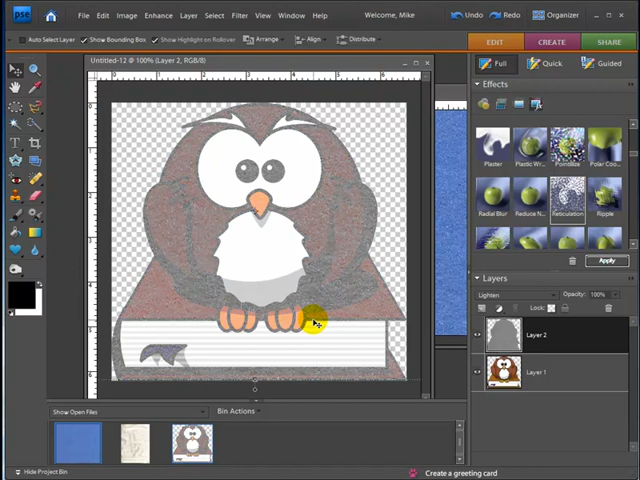 pse File Edit Image Enhance Layer Select Filter View Window Help Welcome, Mike Undo Redo Organizer
Auto Select Layer Show Bounding Box Show Highlight on Rollover Arrange Align Distribute EDIT CREATE SHARE
Untitled-12 @ 100% (Layer 2, RGB/8)
Full Quick Guided
Effects
Plaster Plastic Wr... Pointillize Polar Coor...
Radial Blur Reduce N... Reticulation Ripple
Apply
Layers
Lighten Opacity: 100% Lock:
Layer 2
Layer 1
Show Open Files Bin Actions
Hide Project Bin Create a greeting card